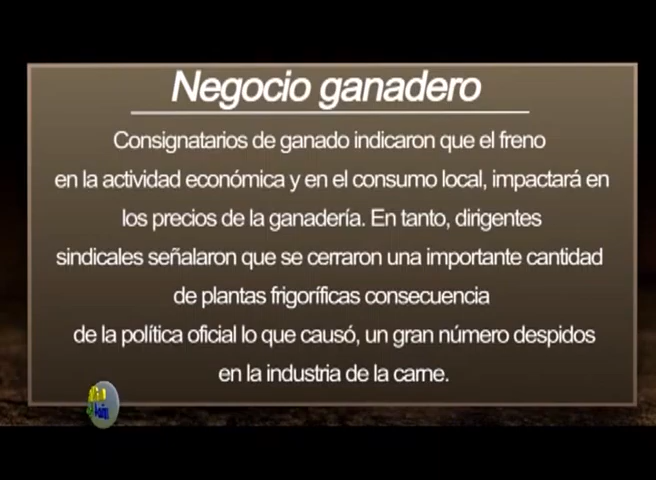 Negocio ganadero
Consignatarios de ganado indicaron que el freno
en la actividad económica y en el consumo local, impactará en
los precios de la ganadería. En tanto, dirigentes
sindicales señalaron que se cerraron una importante cantidad
de plantas frigoríficas consecuencia
de la política oficial lo que causó, un gran número despidos
en la industria de la carne.